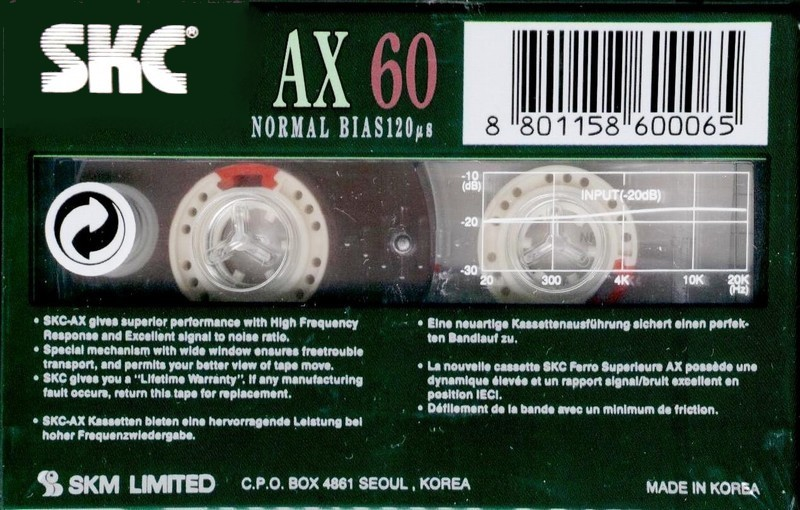 SKC®
AX 60
NORMAL BIAS 120 µs
8 801158 600065
-10
(dB)
INPUT(-20dB)
-20
-30
20 300 4K 10K 20K
(Hz)
• SKC-AX gives superior performance with High Frequency
Response and Excellent signal to noise ratio.
• Special mechanism with wide window ensures freetrouble
transport, and permits your better view of tape move.
• SKC gives you a "Lifetime Warranty". If any manufacturing
fault occurs, return this tape for replacement.
• SKC-AX Kassetten bieten eine hervorragende Leistung bei
hoher Frequenzwiedergabe.
• Eine neuartige Kassettenausführung sichert einen perfek-
ten Bandlauf zu.
• La nouvelle cassette SKC Ferro Superieure AX possède une
dynamique élevée et un rapport signal/bruit excellent en
position IECI.
• Défilement de la bande avec un minimum de friction.
SKM LIMITED C.P.O. BOX 4861 SEOUL , KOREA
MADE IN KOREA